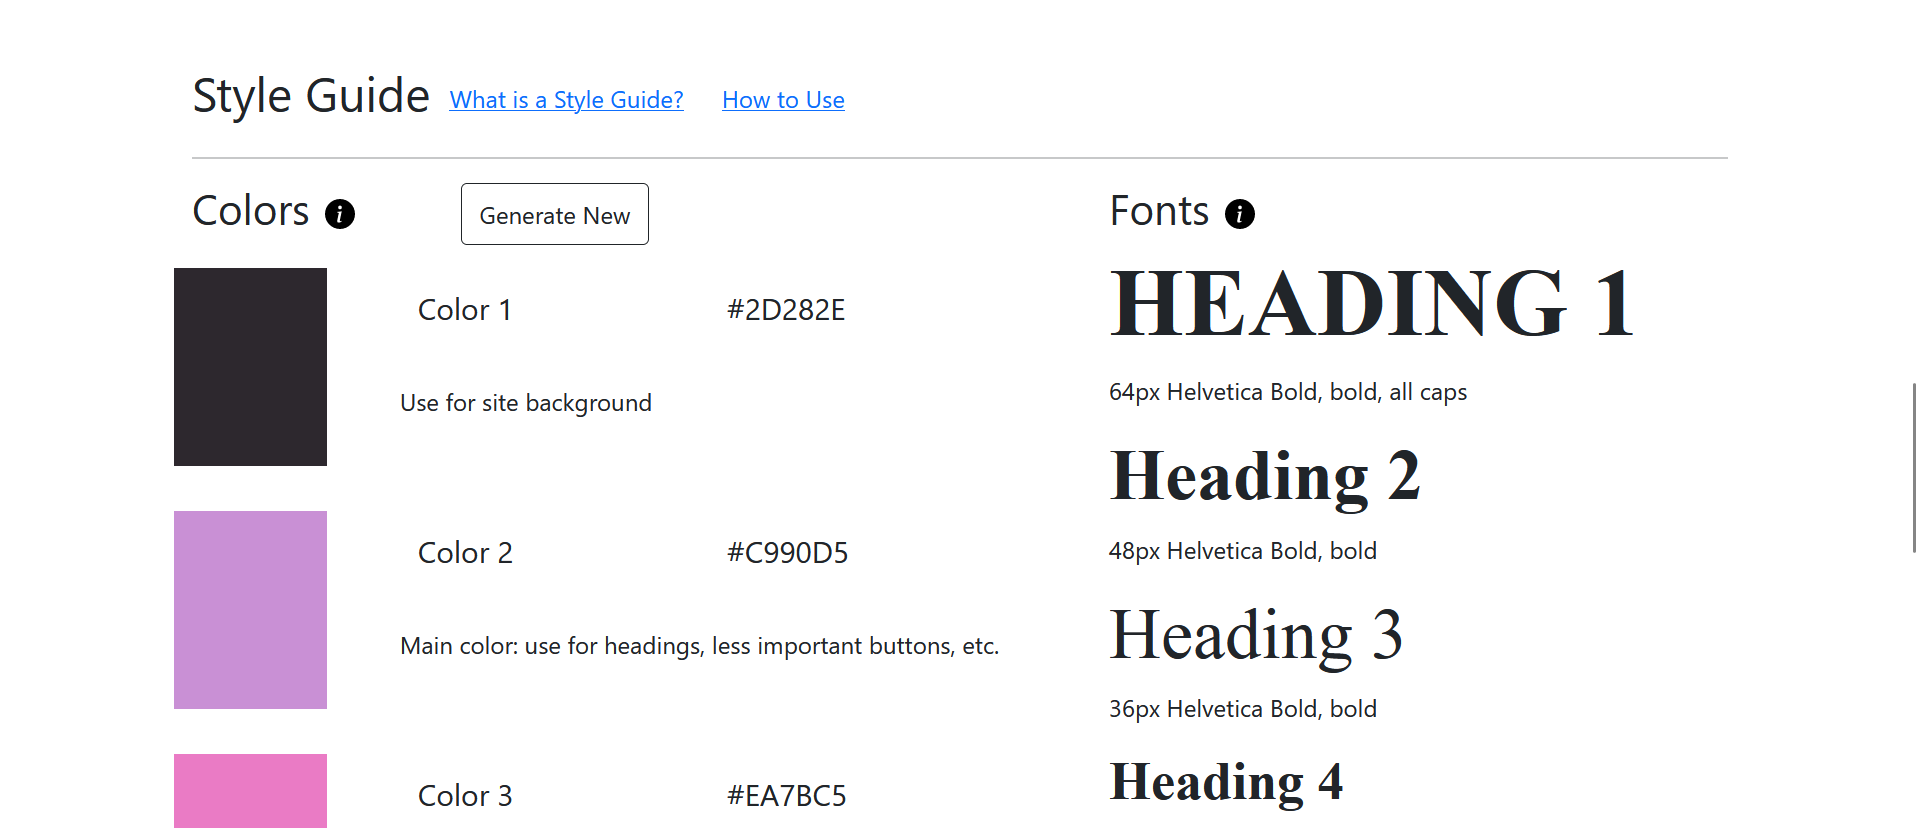 Style Guide What is a Style Guide? How to Use
Colors i Generate New
Color 1 #2D282E
Use for site background
Color 2 #C990D5
Main color: use for headings, less important buttons, etc.
Color 3 #EA7BC5
Fonts i
HEADING 1
64px Helvetica Bold, bold, all caps
Heading 2
48px Helvetica Bold, bold
Heading 3
36px Helvetica Bold, bold
Heading 4